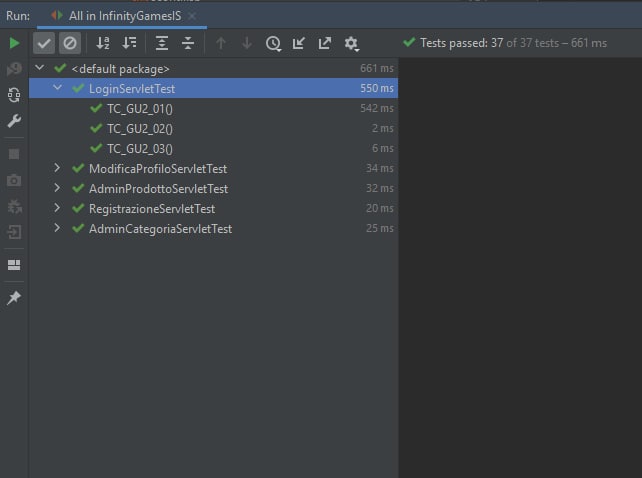 Run: All in InfinityGamesIS ×
Tests passed: 37 of 37 tests – 661 ms
<default package> 661 ms
LoginServletTest 550 ms
TC_GU2_01() 542 ms
TC_GU2_02() 2 ms
TC_GU2_03() 6 ms
ModificaProfiloServletTest 34 ms
AdminProdottoServletTest 32 ms
RegistrazioneServletTest 20 ms
AdminCategoriaServletTest 25 ms